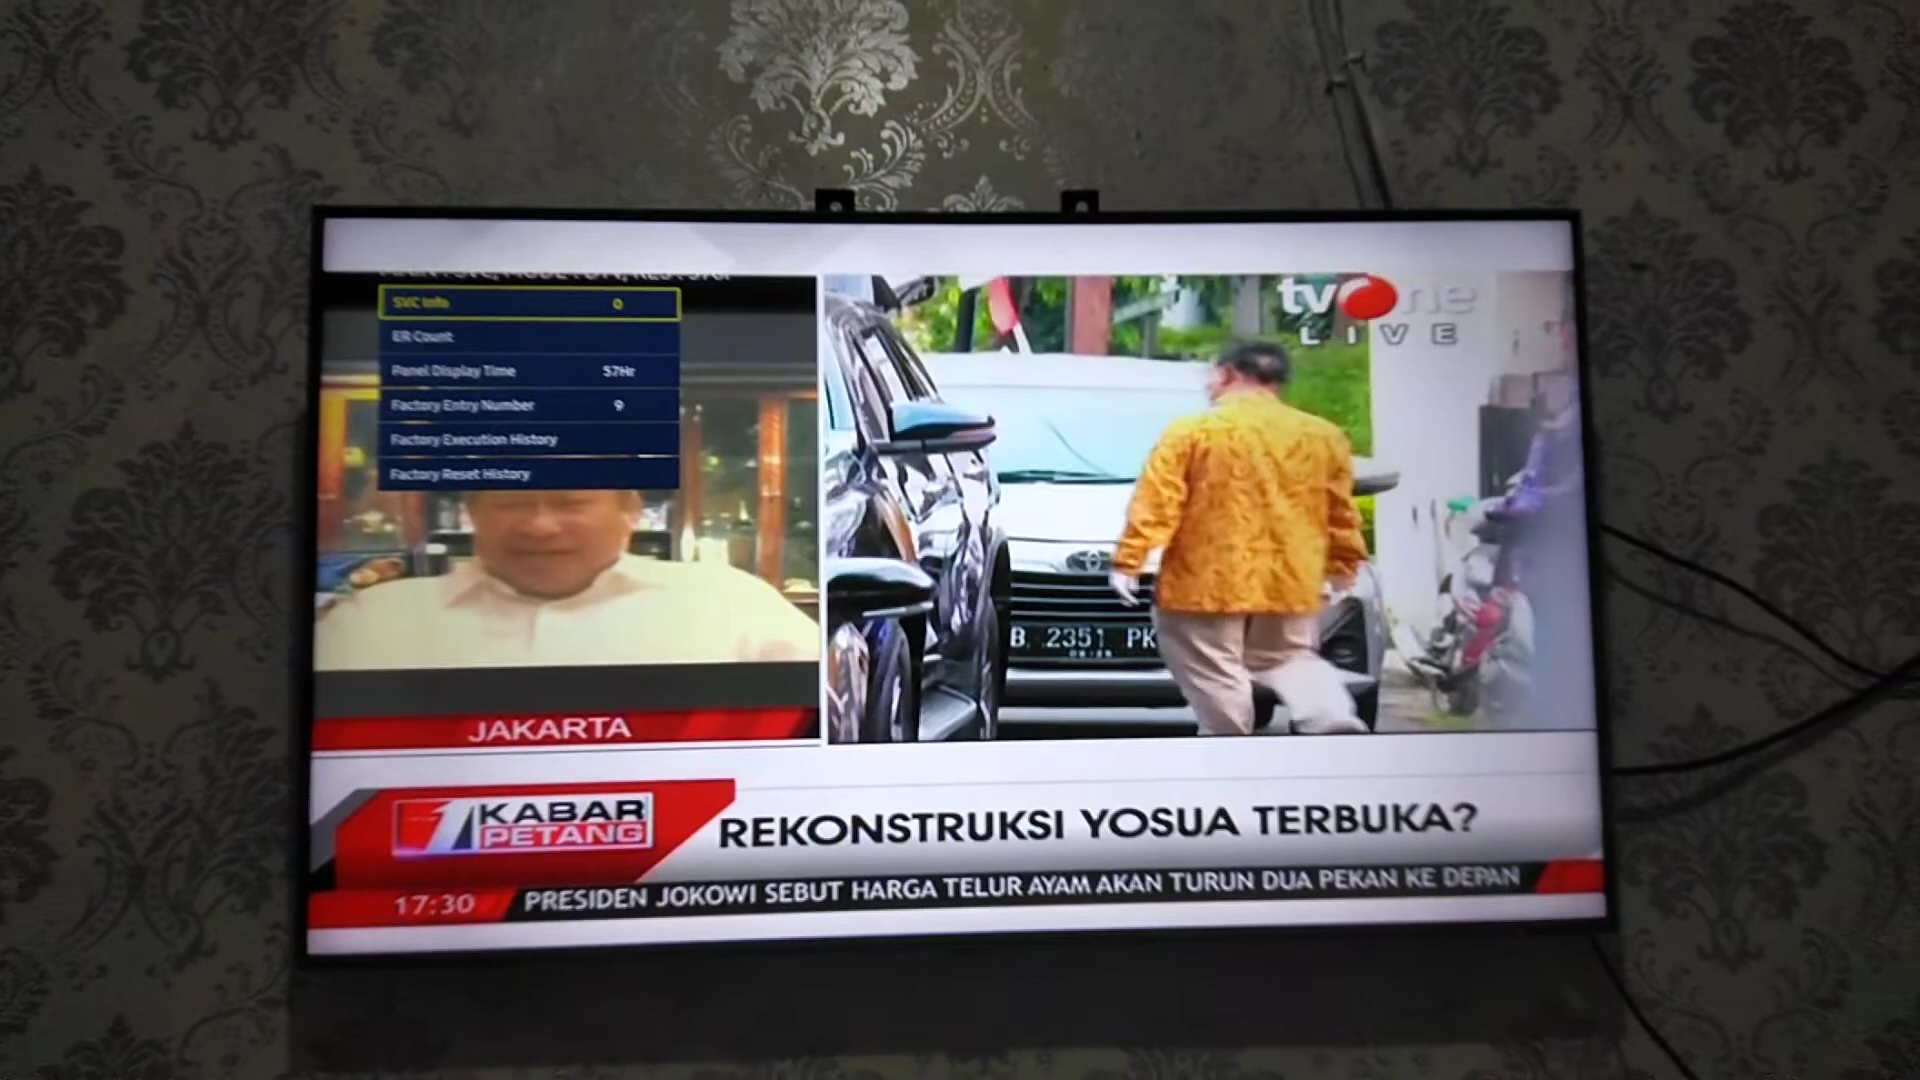 SVC Info 0
ER Count
Panel Display Time 57Hr
Factory Entry Number 9
Factory Execution History
Factory Reset History
tvOne
LIVE
B 2351 PK
JAKARTA
1 KABAR
PETANG
REKONSTRUKSI YOSUA TERBUKA?
17:30 PRESIDEN JOKOWI SEBUT HARGA TELUR AYAM AKAN TURUN DUA PEKAN KE DEPAN